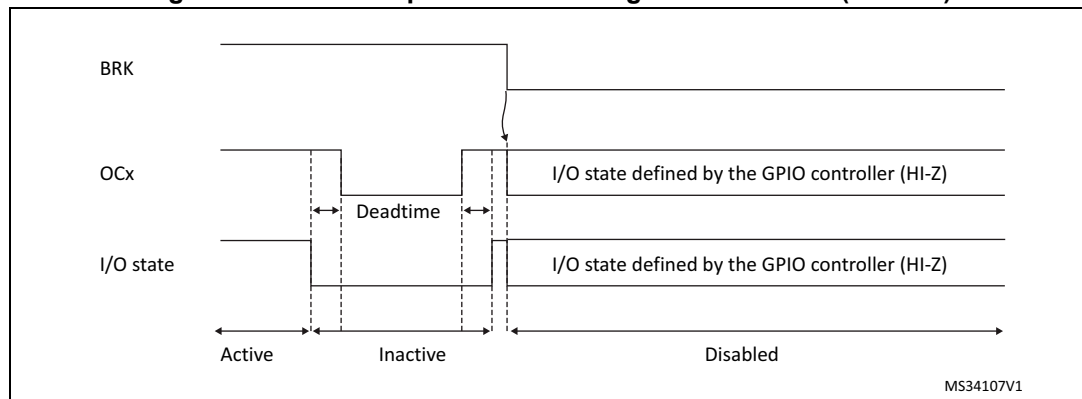 BRK
OCx
I/O state defined by the GPIO controller (HI-Z)
Deadtime
I/O state
I/O state defined by the GPIO controller (HI-Z)
Active
Inactive
Disabled
MS34107V1